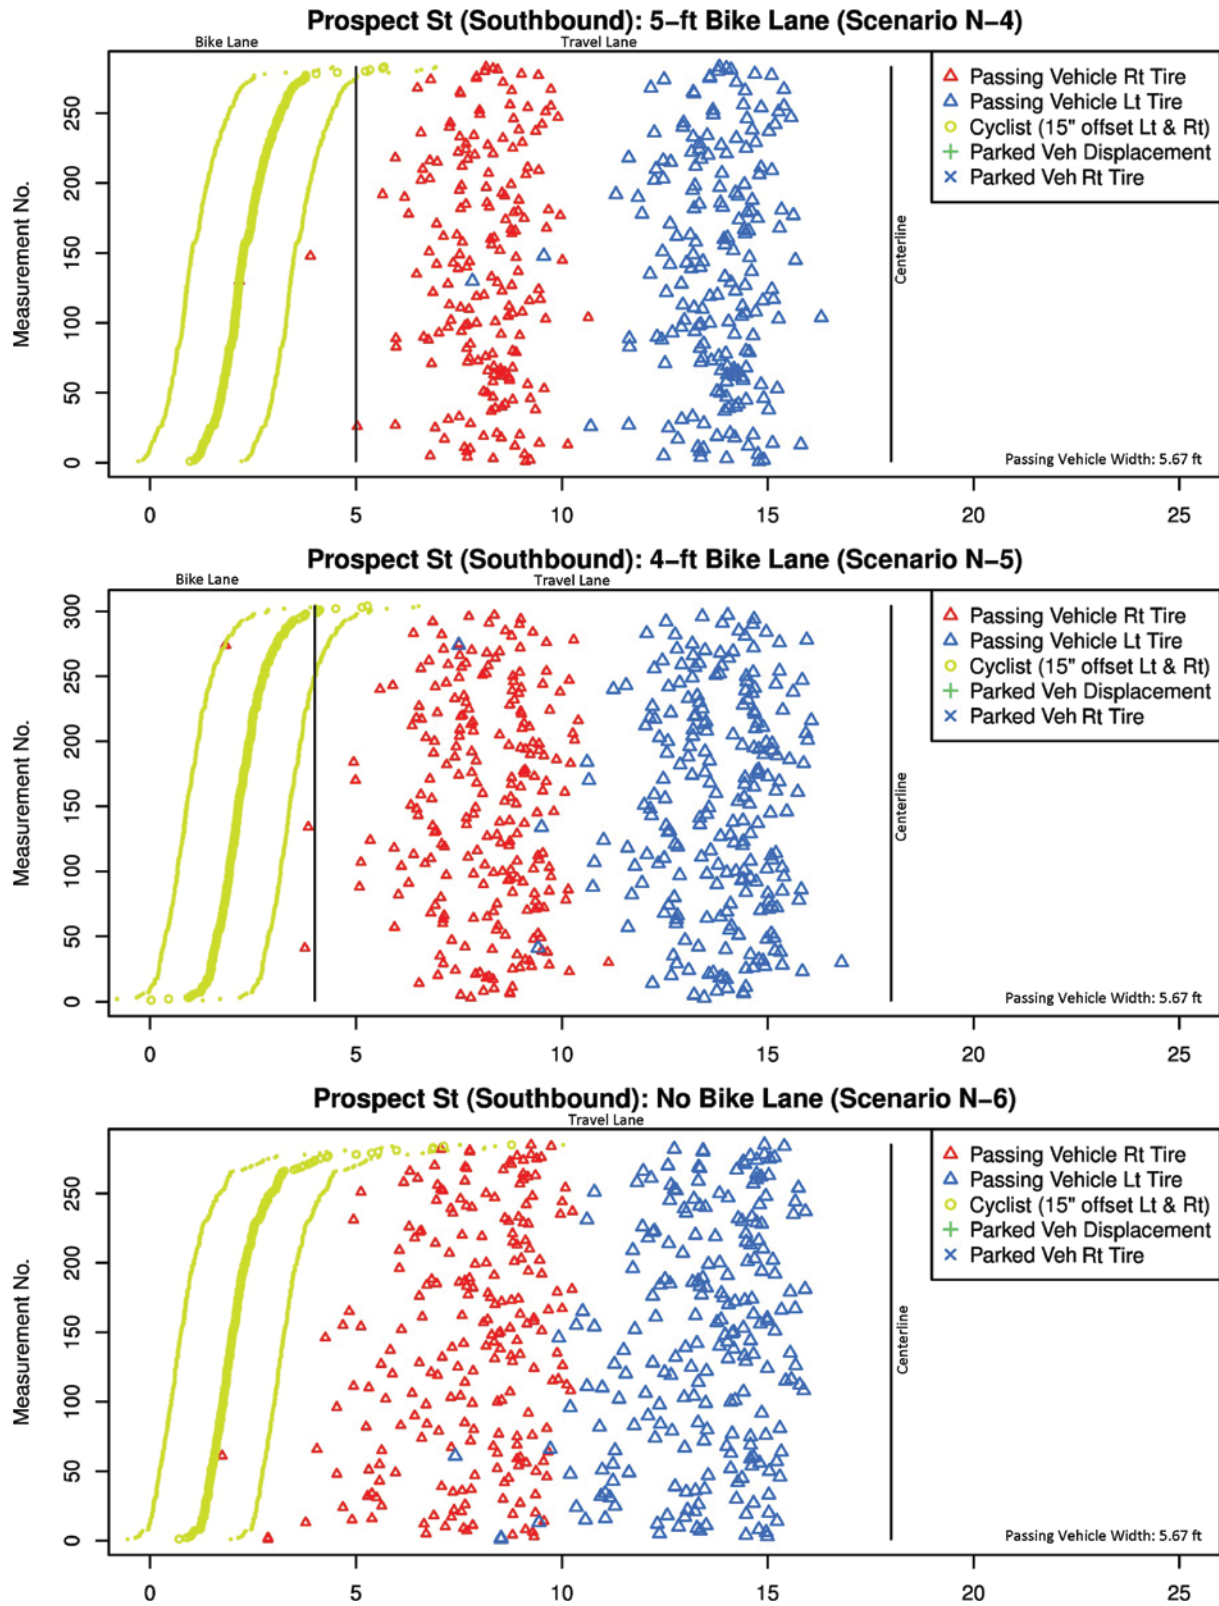 Prospect St (Southbound): 5−ft Bike Lane (Scenario N−4)
Bike Lane
Travel Lane
Measurement No.
250
200
150
100
50
0
Centerline
Passing Vehicle Rt Tire
Passing Vehicle Lt Tire
Cyclist (15" offset Lt & Rt)
Parked Veh Displacement
Parked Veh Rt Tire
Passing Vehicle Width: 5.67 ft
0 5 10 15 20 25
Prospect St (Southbound): 4−ft Bike Lane (Scenario N−5)
Bike Lane
Travel Lane
Measurement No.
300
250
200
150
100
50
0
Centerline
Passing Vehicle Rt Tire
Passing Vehicle Lt Tire
Cyclist (15" offset Lt & Rt)
Parked Veh Displacement
Parked Veh Rt Tire
Passing Vehicle Width: 5.67 ft
0 5 10 15 20 25
Prospect St (Southbound): No Bike Lane (Scenario N−6)
Travel Lane
Measurement No.
250
200
150
100
50
0
Centerline
Passing Vehicle Rt Tire
Passing Vehicle Lt Tire
Cyclist (15" offset Lt & Rt)
Parked Veh Displacement
Parked Veh Rt Tire
Passing Vehicle Width: 5.67 ft
0 5 10 15 20 25